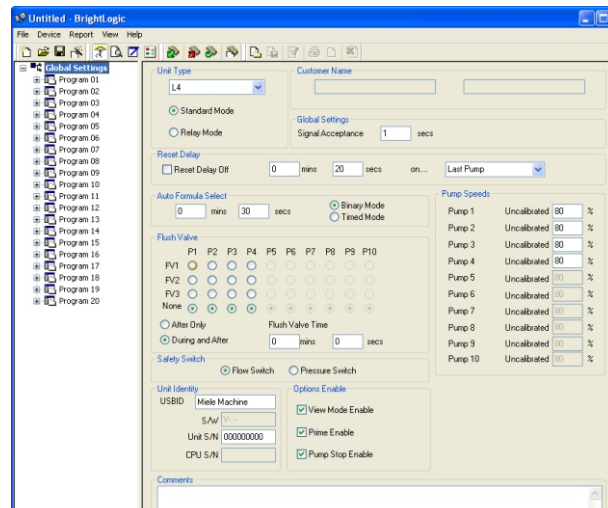 Untitled - BrightLogic
File Device Report View Help
Global Settings
Program 01
Program 02
Program 03
Program 04
Program 05
Program 06
Program 07
Program 08
Program 09
Program 10
Program 11
Program 12
Program 13
Program 14
Program 15
Program 16
Program 17
Program 18
Program 19
Program 20
Unit Type
L4
Standard Mode
Relay Mode
Customer Name
Global Settings
Signal Acceptance 1 secs
Reset Delay
Reset Delay Off 0 mins 20 secs on... Last Pump
Auto Formula Select
0 mins 30 secs
Binary Mode
Timed Mode
Flush Valve
P1 P2 P3 P4 P5 P6 P7 P8 P9 P10
FV1
FV2
FV3
None
After Only
During and After
Flush Valve Time
0 mins 0 secs
Pump Speeds
Pump 1 Uncalibrated 80 %
Pump 2 Uncalibrated 80 %
Pump 3 Uncalibrated 80 %
Pump 4 Uncalibrated 80 %
Pump 5 Uncalibrated 80 %
Pump 6 Uncalibrated 80 %
Pump 7 Uncalibrated 80 %
Pump 8 Uncalibrated 80 %
Pump 9 Uncalibrated 80 %
Pump 10 Uncalibrated 80 %
Safety Switch
Flow Switch Pressure Switch
Unit Identity
USBID Miele Machine
S/W V-.--
Unit S/N 000000000
CPU S/N
Options Enable
View Mode Enable
Prime Enable
Pump Stop Enable
Comments